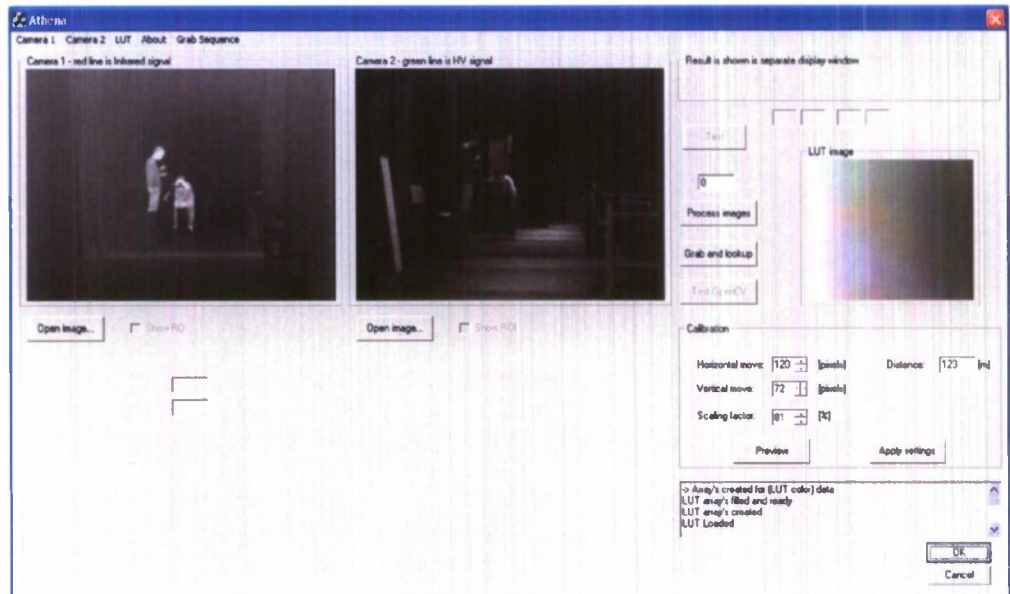 Athena
Camera 1 Camera 2 LUT About Grab Sequence
Camera 1 - red line is Infrared signal
Camera 2 - green line is HV signal
Result is shown is separate display window
Test
LUT image
0
Process images
Grab and lookup
Test OpenCV
Open image...
Show ROI
Open image...
Show ROI
Calibration
Horizontal move: 120 [pixels]
Distance: 123 [m]
Vertical move: 72 [pixels]
Scaling factor: 81 [%]
Preview
Apply settings
-> Array's created for (LUT color) data
LUT array's filled and ready
LUT array's created
LUT Loaded
OK
Cancel